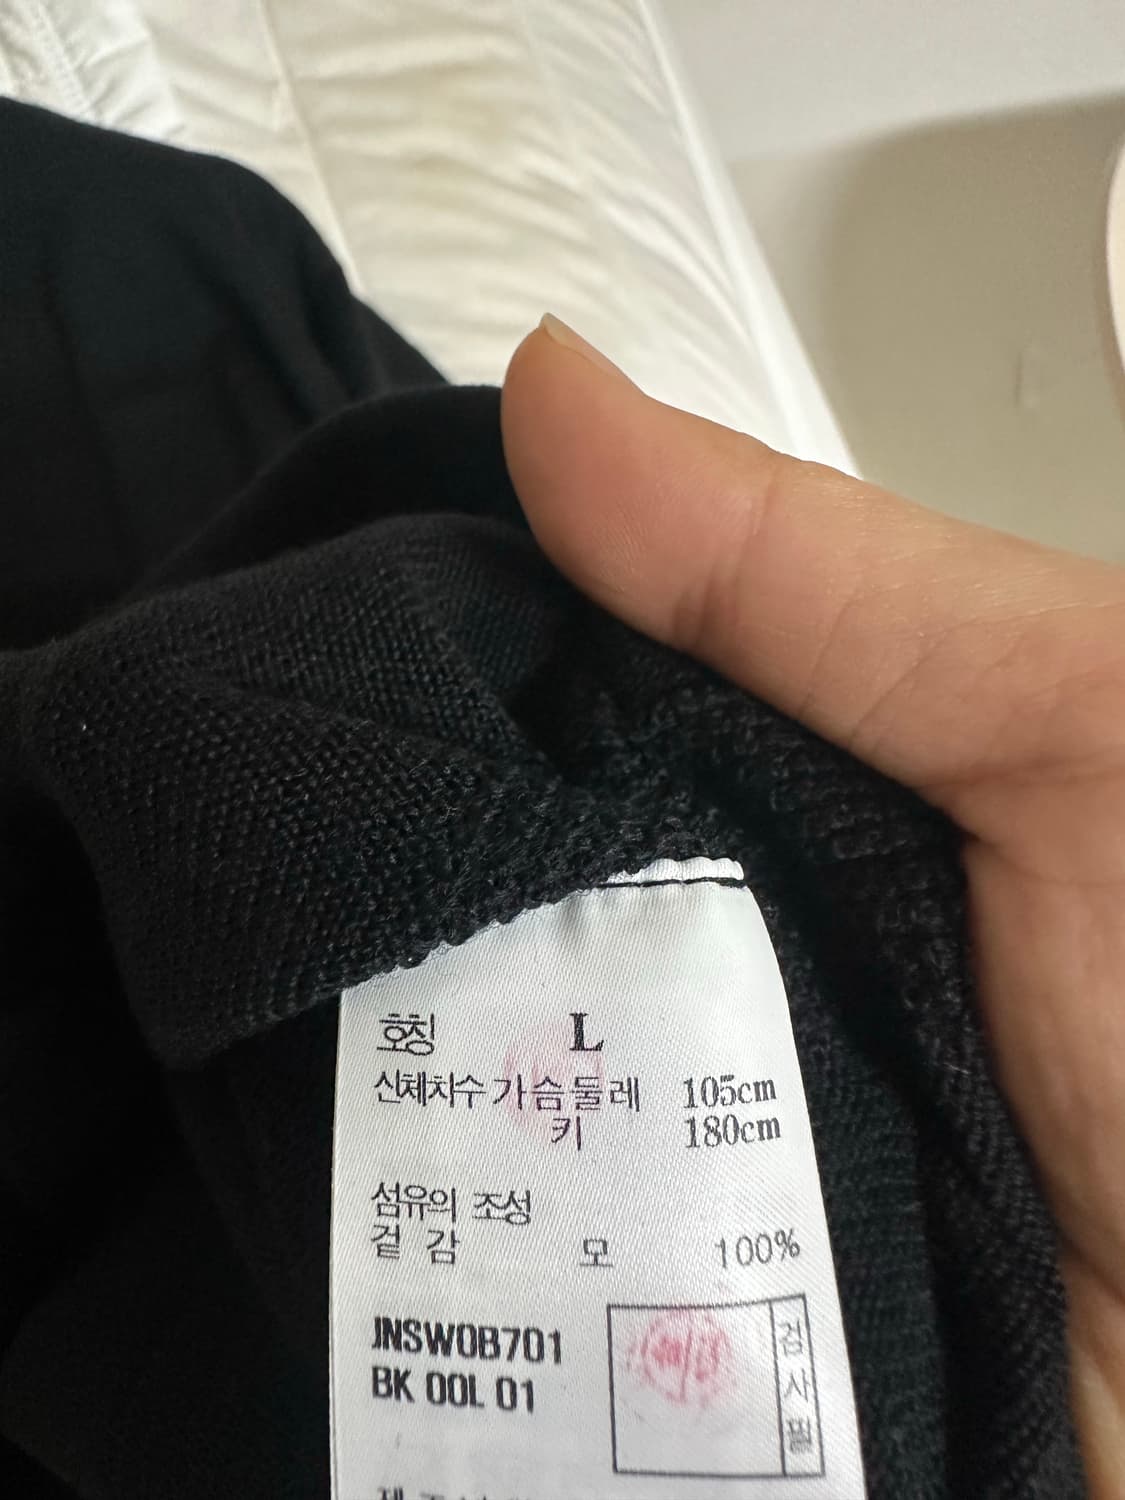 호칭 L
신체치수 가슴둘레 105cm
키 180cm
섬유의 조성
겉 감 모 100%
JNSW0B701
BK 00L 01
검사필